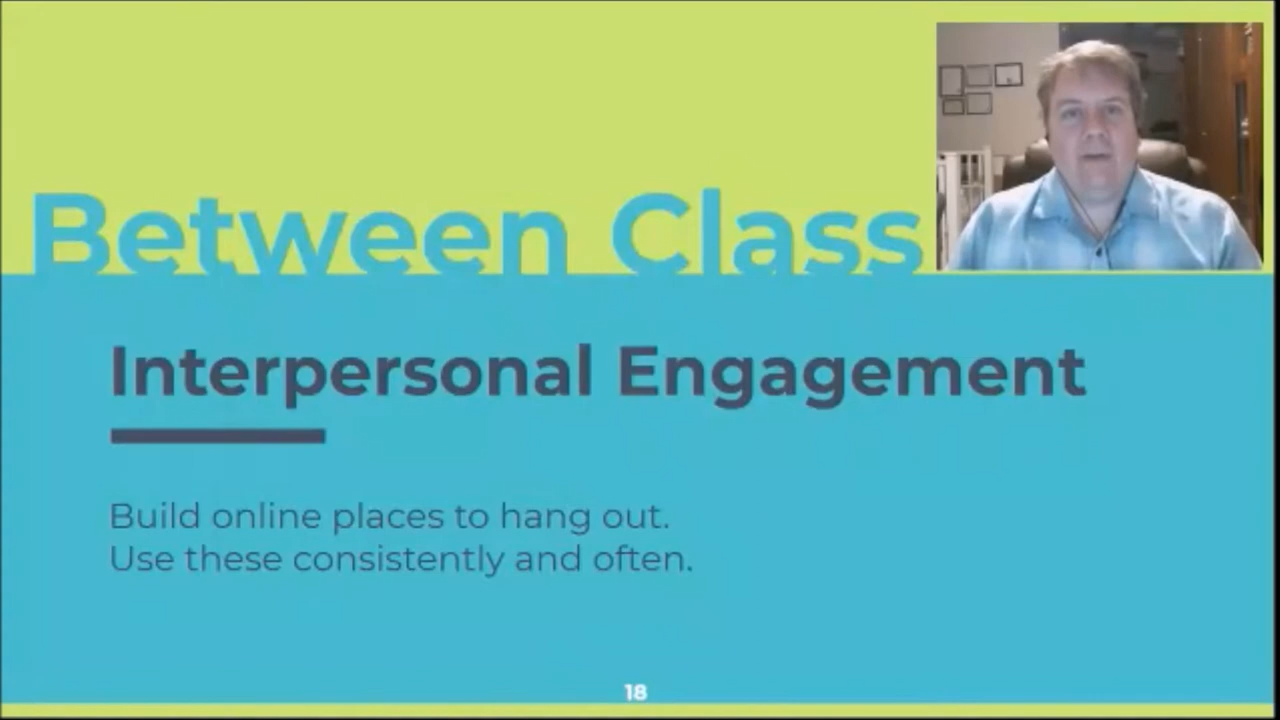 Between Class
Interpersonal Engagement
Build online places to hang out.
Use these consistently and often.
18